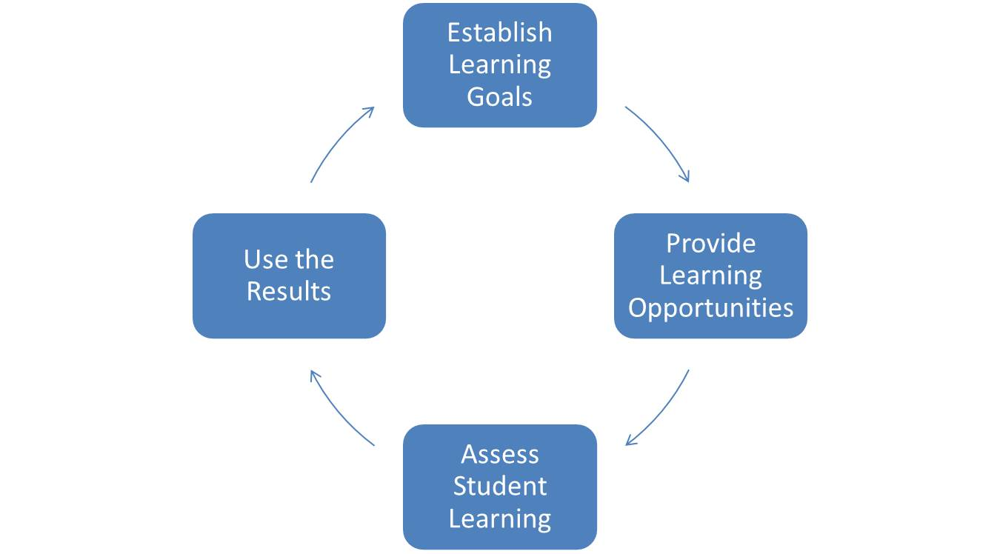 Establish
Learning
Goals
Provide
Learning
Opportunities
Assess
Student
Learning
Use the
Results